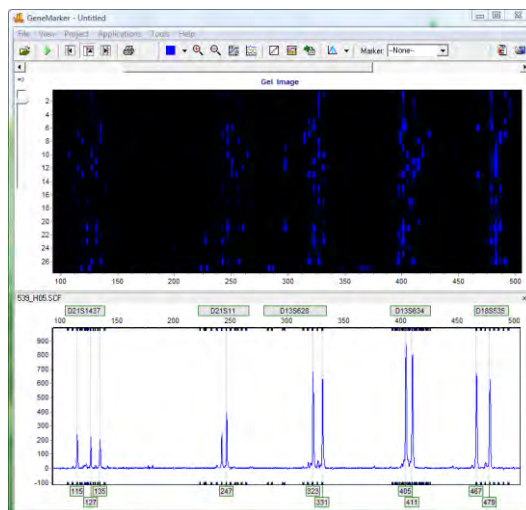 GeneMarker - Untitled
File View Project Applications Tools Help
Marker: --None--
Gel Image
2
4
6
8
10
12
14
16
18
20
22
24
26
100 150 200 250 300 350 400 450 500
539_H05.SCF
D21S1437 D21S11 D13S628 D13S634 D18S535
100 150 200 250 300 350 400 450 500
900
800
700
600
500
400
300
200
100
0
-100
115 135 247 323 405 467
127 331 411 479